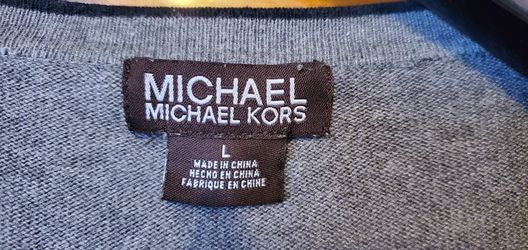 MICHAEL
MICHAEL KORS
L
MADE IN CHINA
HECHO EN CHINA
FABRIQUE EN CHINE